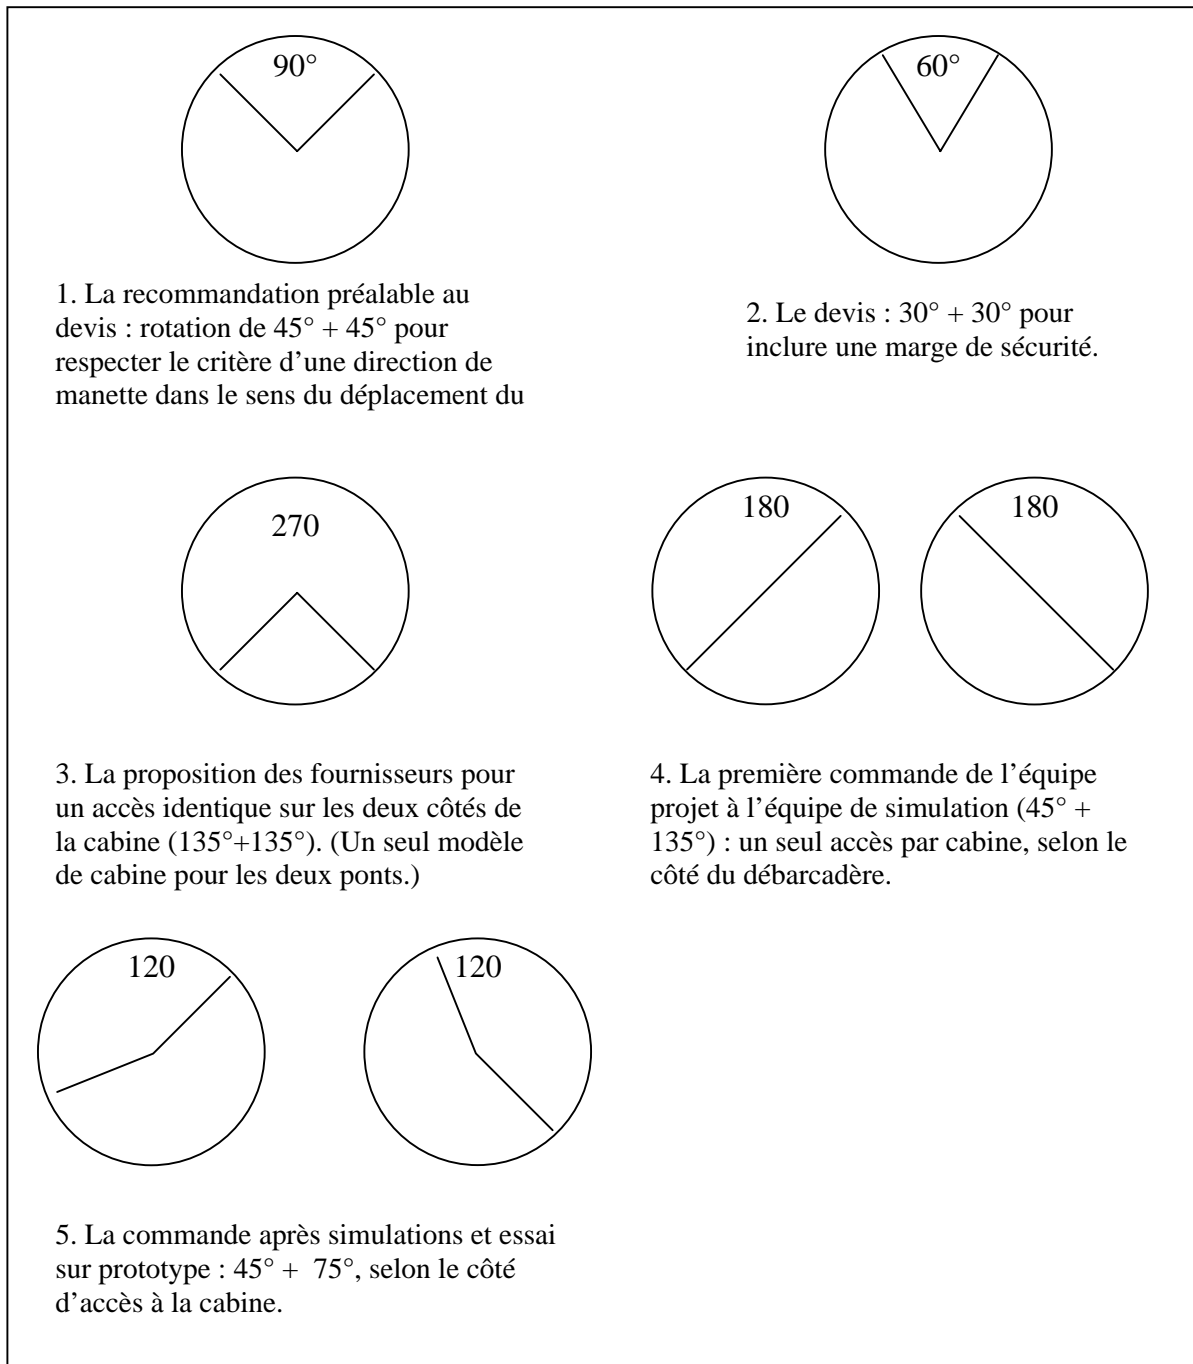 90°
60°
1. La recommandation préalable au
devis : rotation de 45° + 45° pour
respecter le critère d’une direction de
manette dans le sens du déplacement du
2. Le devis : 30° + 30° pour
inclure une marge de sécurité.
270
180
180
3. La proposition des fournisseurs pour
un accès identique sur les deux côtés de
la cabine (135°+135°). (Un seul modèle
de cabine pour les deux ponts.)
4. La première commande de l’équipe
projet à l’équipe de simulation (45° +
135°) : un seul accès par cabine, selon le
côté du débarcadère.
120
120
5. La commande après simulations et essai
sur prototype : 45° + 75°, selon le côté
d’accès à la cabine.